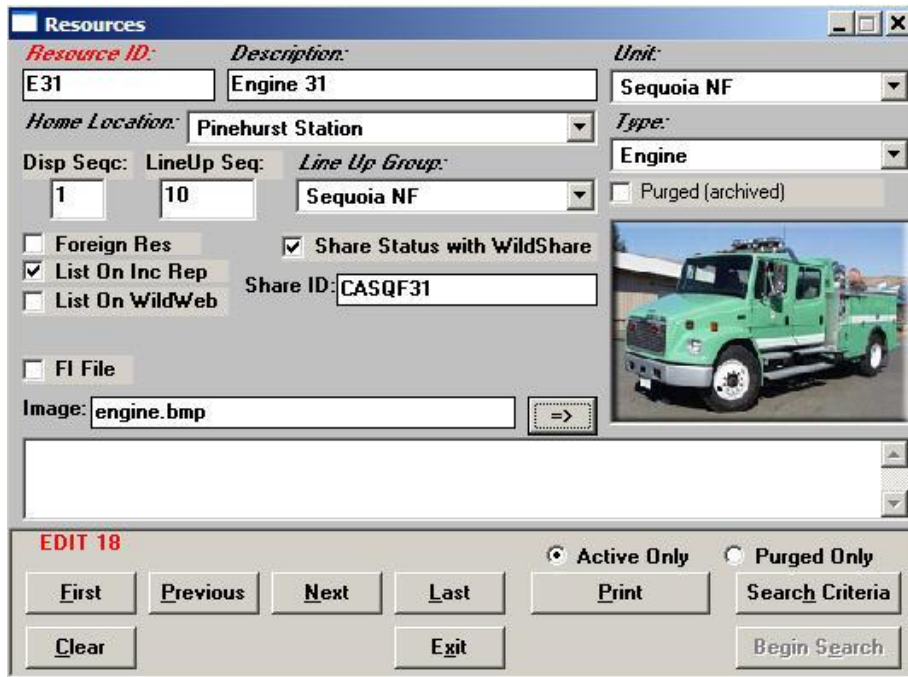 Resources
Resource ID: Description: Unit:
E31 Engine 31 Sequoia NF
Home Location: Pinehurst Station Type:
Disp Seqc: LineUp Seq: Line Up Group: Engine
1 10 Sequoia NF Purged (archived)
Foreign Res Share Status with WildShare
List On Inc Rep Share ID: CASQF31
List On WildWeb
FI File
Image: engine.bmp =>
EDIT 18
Active Only Purged Only
First Previous Next Last Print Search Criteria
Clear Exit Begin Search